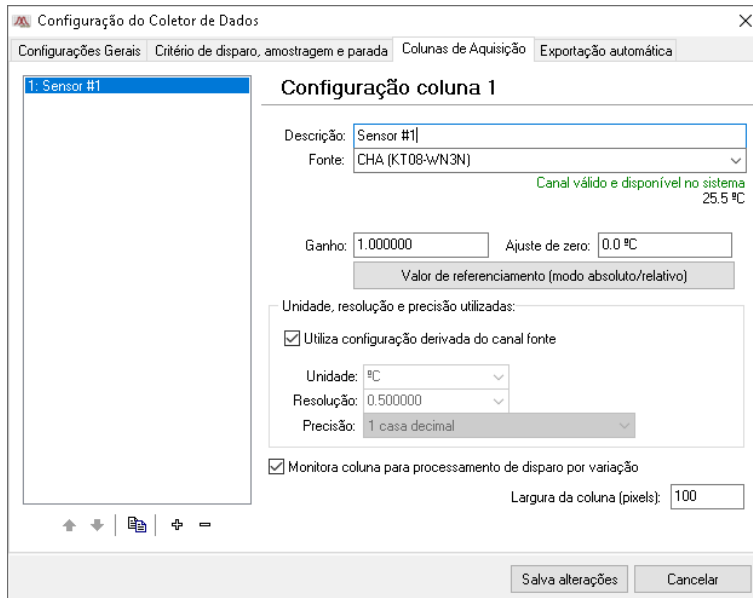 Configuração do Coletor de Dados
Configurações Gerais Critério de disparo, amostragem e parada Colunas de Aquisição Exportação automática
1: Sensor #1
Configuração coluna 1
Descrição: Sensor #1
Fonte: CHA (KT08-WN3N)
Canal válido e disponível no sistema
25.5 ºC
Ganho: 1.000000 Ajuste de zero: 0.0 ºC
Valor de referenciamento (modo absoluto/relativo)
Unidade, resolução e precisão utilizadas:
Utiliza configuração derivada do canal fonte
Unidade: ºC
Resolução: 0.500000
Precisão: 1 casa decimal
Monitora coluna para processamento de disparo por variação
Largura da coluna (pixels): 100
Salva alterações Cancelar